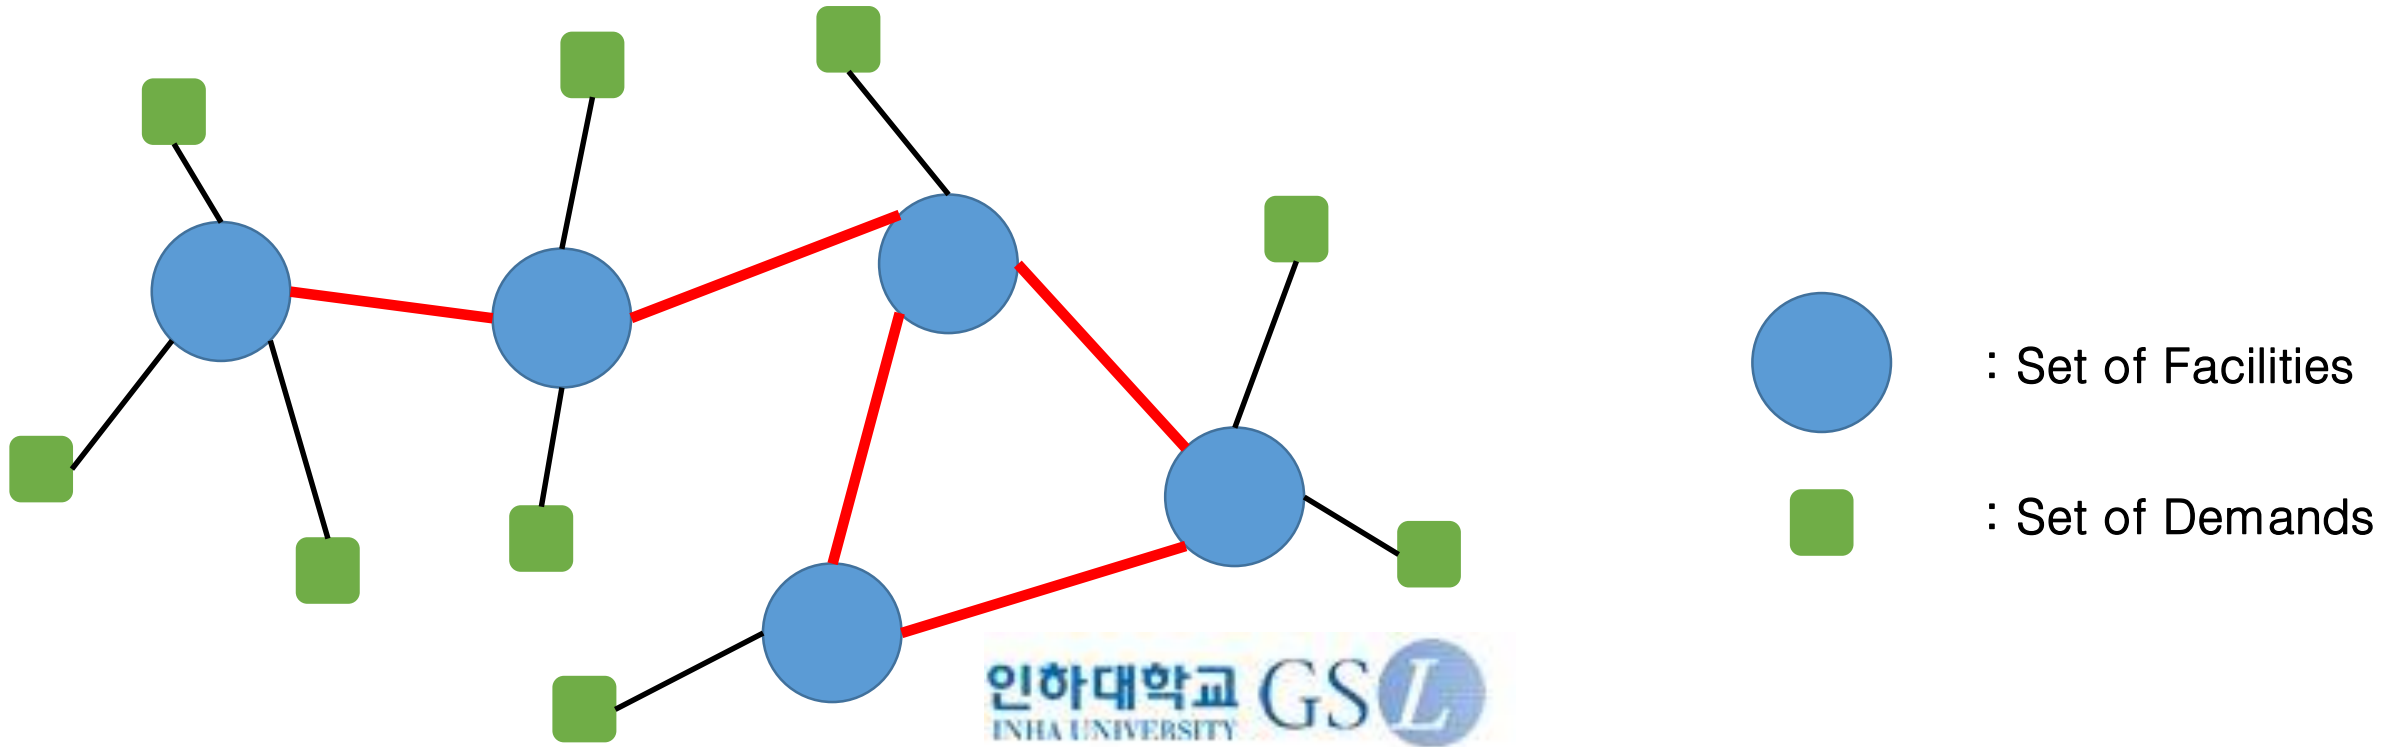 : Set of Facilities
: Set of Demands
인하대학교 GSL
INHA UNIVERSITY